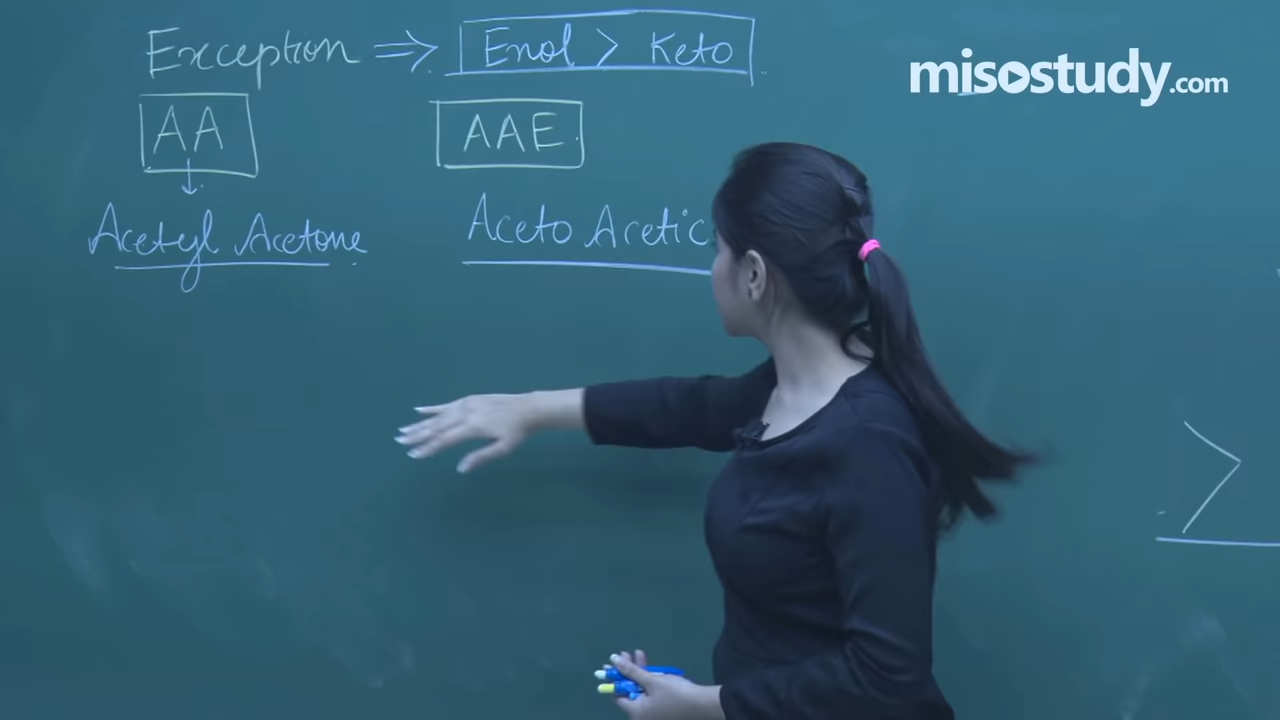 Exception ⇒ Enol > Keto
misostudy.com
AA
AAE
Acetyl Acetone
Aceto Acetic
>